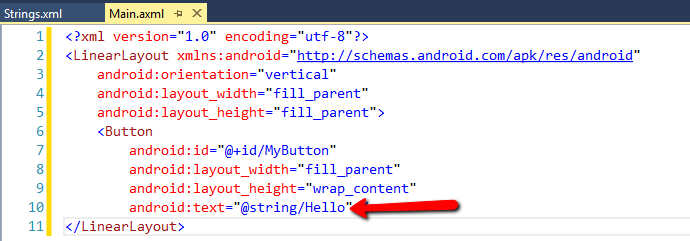 Strings.xml Main.axml
1 <?xml version="1.0" encoding="utf-8"?>
2 <LinearLayout xmlns:android="http://schemas.android.com/apk/res/android"
3 android:orientation="vertical"
4 android:layout_width="fill_parent"
5 android:layout_height="fill_parent">
6 <Button
7 android:id="@+id/MyButton"
8 android:layout_width="fill_parent"
9 android:layout_height="wrap_content"
10 android:text="@string/Hello"
11 </LinearLayout>